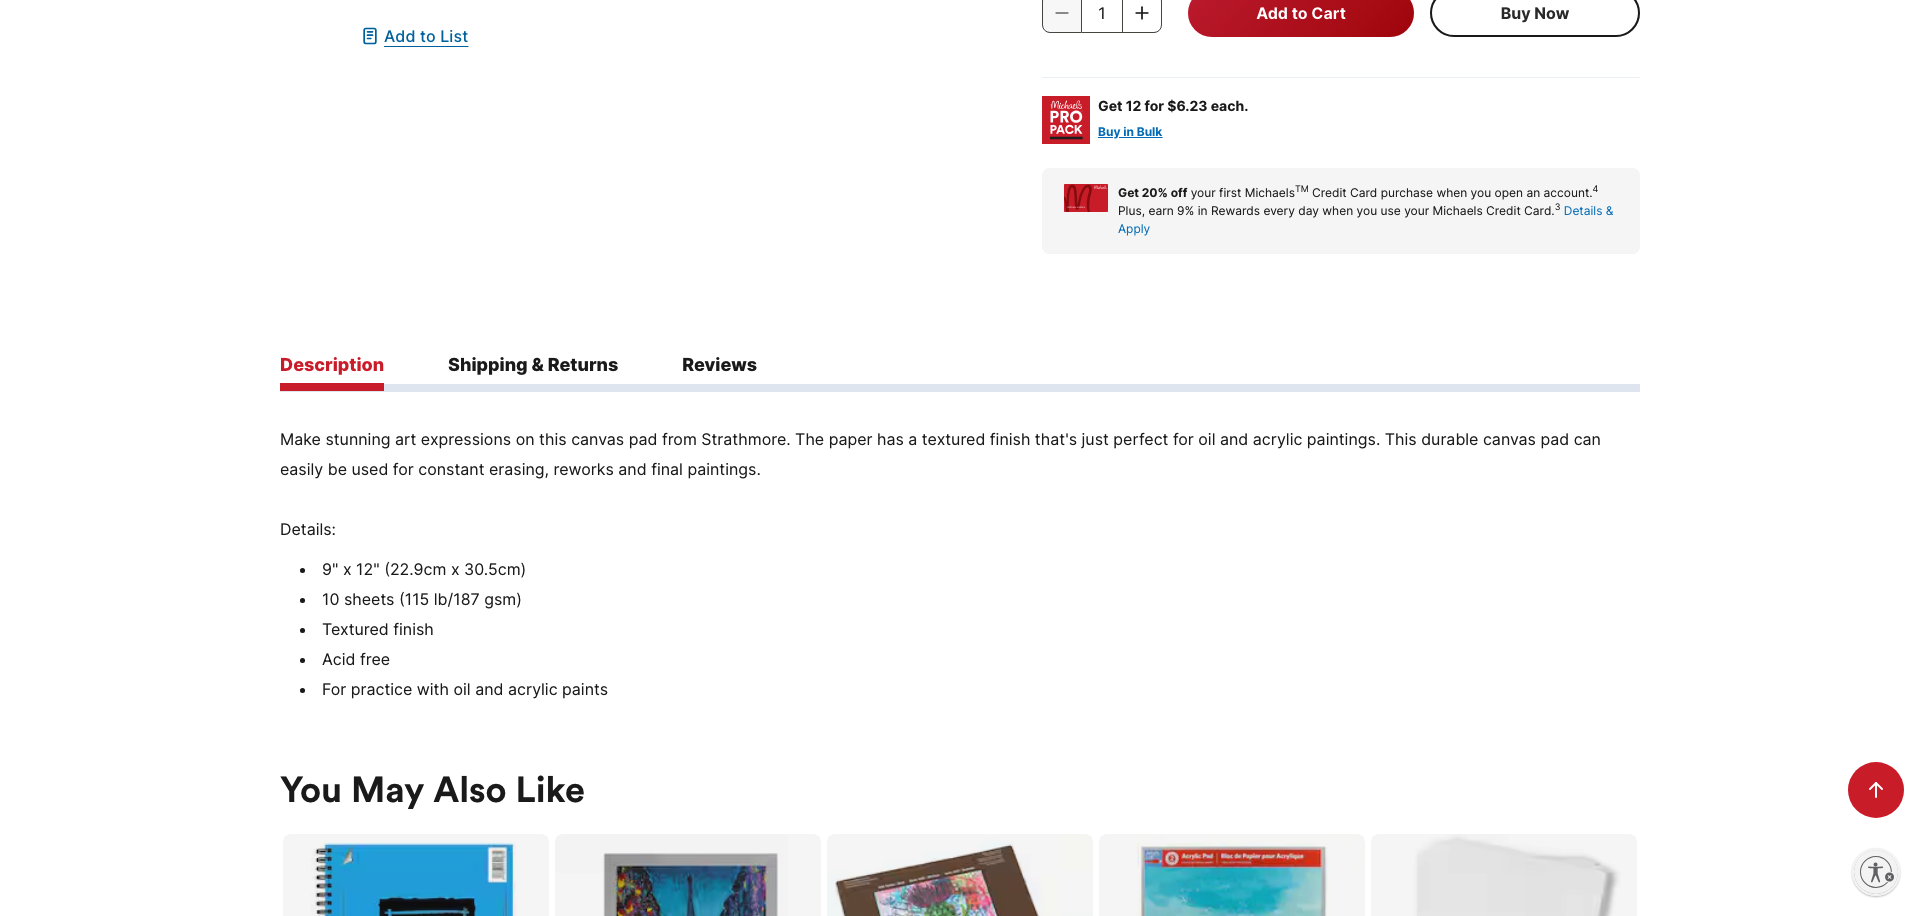 Add to List
1
Add to Cart
Buy Now
Michaels
PRO
PACK
Get 12 for $6.23 each.
Buy in Bulk
Get 20% off your first Michaels™ Credit Card purchase when you open an account.⁴
Plus, earn 9% in Rewards every day when you use your Michaels Credit Card.³ Details &
Apply
Description
Shipping & Returns
Reviews
Make stunning art expressions on this canvas pad from Strathmore. The paper has a textured finish that's just perfect for oil and acrylic paintings. This durable canvas pad can
easily be used for constant erasing, reworks and final paintings.
Details:
• 9" x 12" (22.9cm x 30.5cm)
• 10 sheets (115 lb/187 gsm)
• Textured finish
• Acid free
• For practice with oil and acrylic paints
You May Also Like
Acrylic Pad | Bloc de Papier pour Acrylique